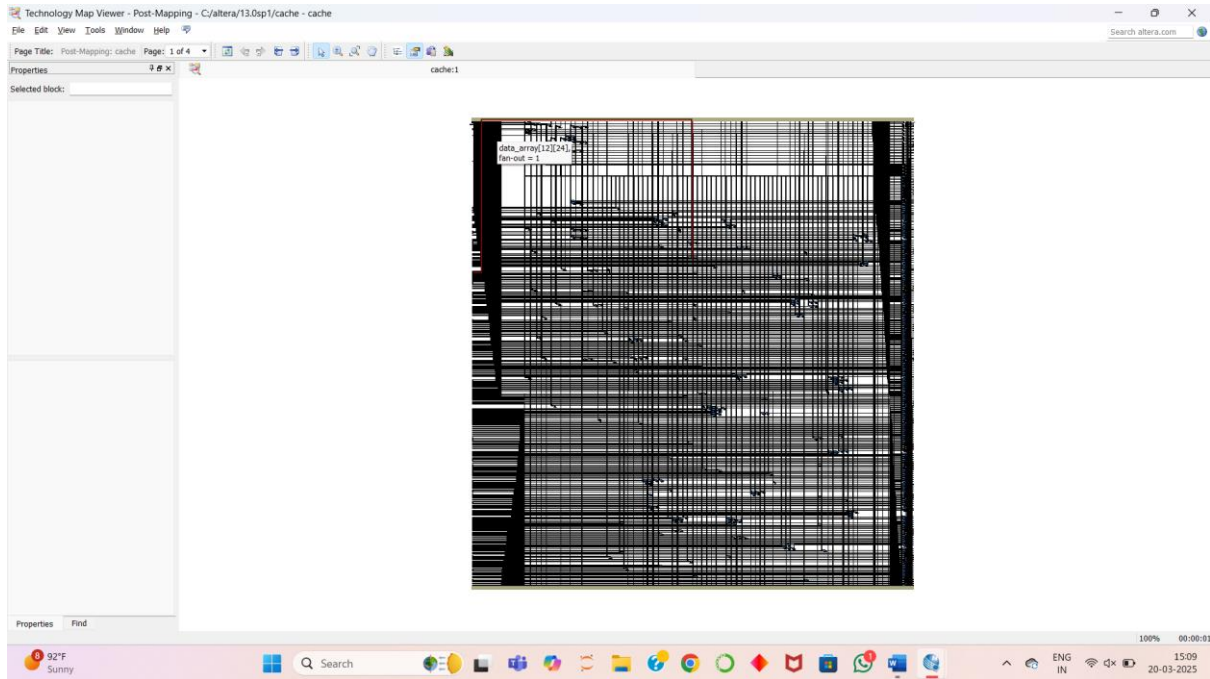 Technology Map Viewer - Post-Mapping - C:/altera/13.0sp1/cache - cache
File Edit View Tools Window Help
Search altera.com
Page Title: Post-Mapping: cache Page: 1 of 4
Properties
cache:1
Selected block:
data_array[12][24],
fan-out = 1
Properties Find
100% 00:00:01
8
92°F
Sunny
Search
ENG
IN
15:09
20-03-2025